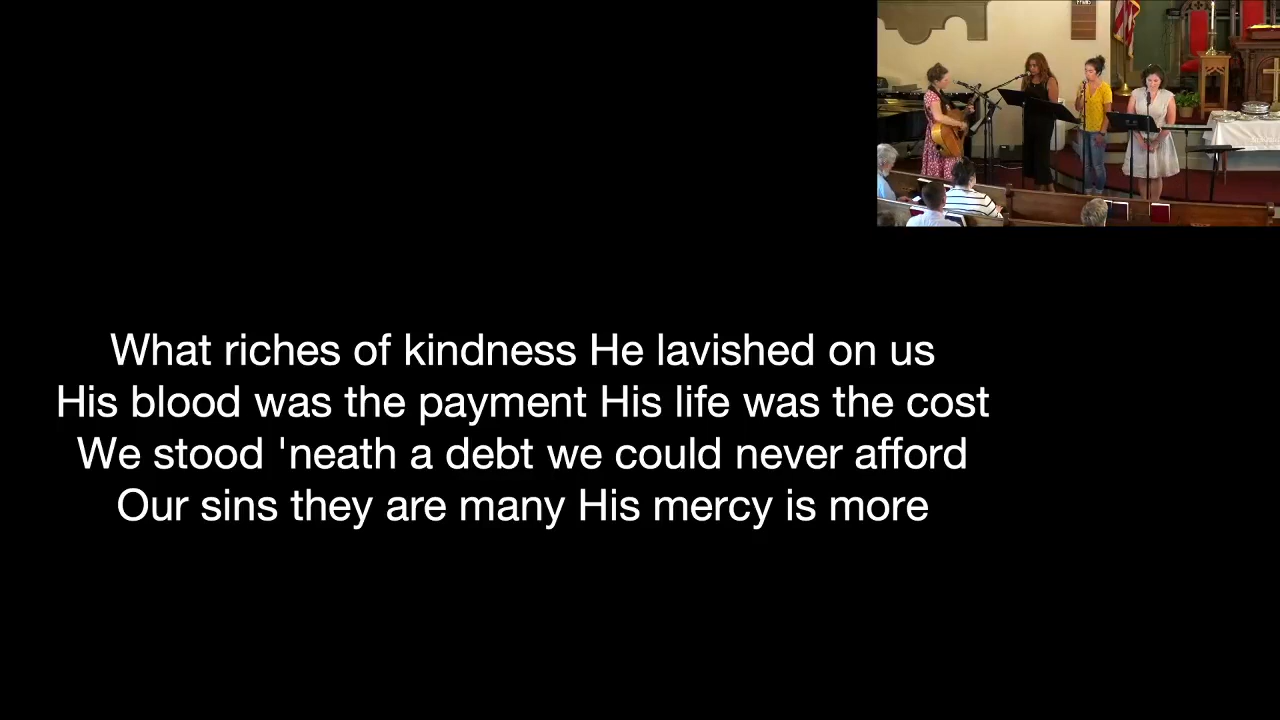 What riches of kindness He lavished on us
His blood was the payment His life was the cost
We stood 'neath a debt we could never afford
Our sins they are many His mercy is more